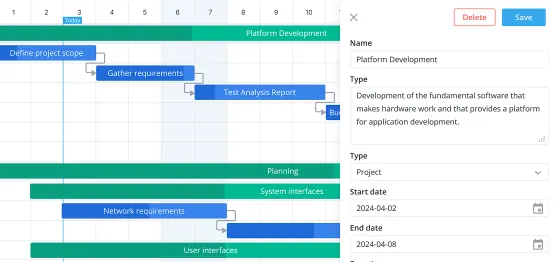 1 2 3 4 5 6 7 8 9 10
Today
Platform Development
Define project scope
Gather requirements
Test Analysis Report
Planning
System interfaces
Network requirements
User interfaces
Delete Save
Name
Platform Development
Type
Development of the fundamental software that
makes hardware work and that provides a platform
for application development.
Type
Project
Start date
2024-04-02
End date
2024-04-08